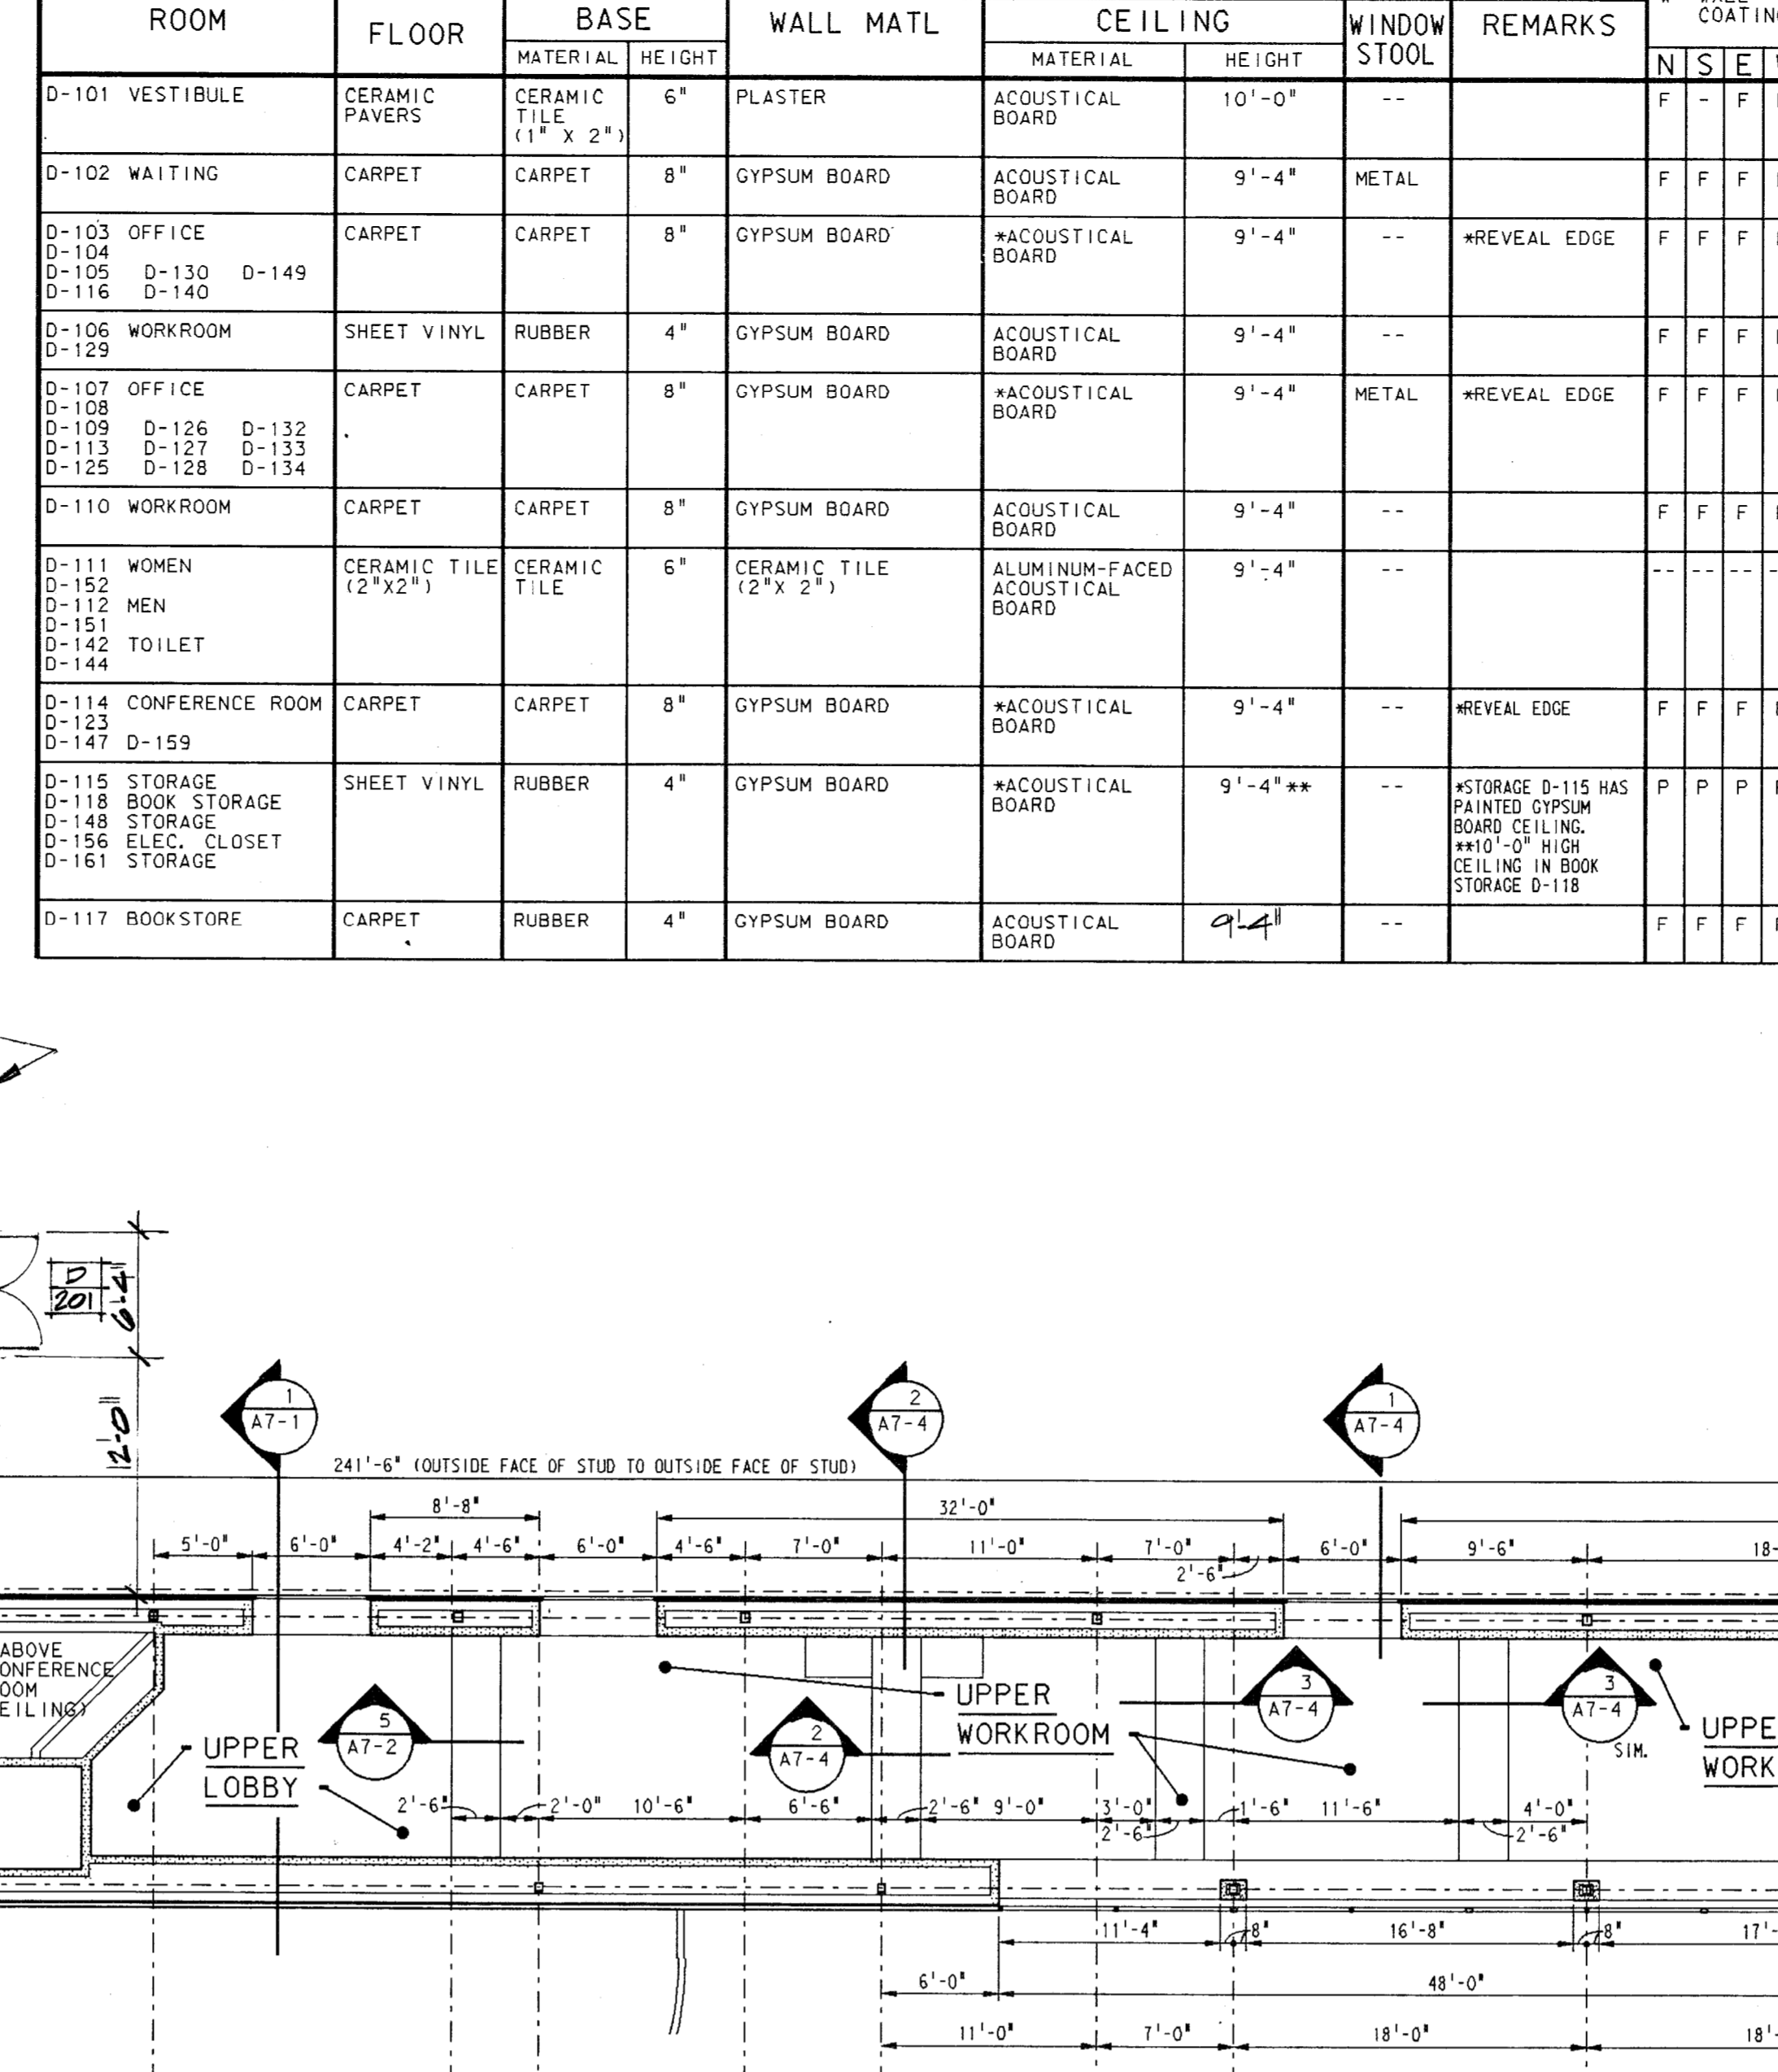 ROOM
FLOOR
BASE
WALL MATL
CEILING
WINDOW
STOOL
REMARKS
COATIN
MATERIAL HEIGHT
MATERIAL HEIGHT
N S E
D-101 VESTIBULE
CERAMIC
PAVERS
CERAMIC
TILE
(1" X 2")
6"
PLASTER
ACOUSTICAL
BOARD
10'-0"
--
F - F
D-102 WAITING
CARPET
CARPET
8"
GYPSUM BOARD
ACOUSTICAL
BOARD
9'-4"
METAL
F F F
D-103 OFFICE
D-104
D-105 D-130 D-149
D-116 D-140
CARPET
CARPET
8"
GYPSUM BOARD
*ACOUSTICAL
BOARD
9'-4"
--
*REVEAL EDGE
F F F
D-106 WORKROOM
D-129
SHEET VINYL
RUBBER
4"
GYPSUM BOARD
ACOUSTICAL
BOARD
9'-4"
--
F F F
D-107 OFFICE
D-108
D-109 D-126 D-132
D-113 D-127 D-133
D-125 D-128 D-134
CARPET
CARPET
8"
GYPSUM BOARD
*ACOUSTICAL
BOARD
9'-4"
METAL
*REVEAL EDGE
F F F
D-110 WORKROOM
CARPET
CARPET
8"
GYPSUM BOARD
ACOUSTICAL
BOARD
9'-4"
--
F F F
D-111 WOMEN
D-152
D-112 MEN
D-151
D-142 TOILET
D-144
CERAMIC TILE
(2"X2")
CERAMIC
TILE
6"
CERAMIC TILE
(2"X 2")
ALUMINUM-FACED
ACOUSTICAL
BOARD
9'-4"
--
-- -- --
D-114 CONFERENCE ROOM
D-123
D-147 D-159
CARPET
CARPET
8"
GYPSUM BOARD
*ACOUSTICAL
BOARD
9'-4"
--
*REVEAL EDGE
F F F
D-115 STORAGE
D-118 BOOK STORAGE
D-148 STORAGE
D-156 ELEC. CLOSET
D-161 STORAGE
SHEET VINYL
RUBBER
4"
GYPSUM BOARD
*ACOUSTICAL
BOARD
9'-4"**
--
*STORAGE D-115 HAS
PAINTED GYPSUM
BOARD CEILING.
**10'-0" HIGH
CEILING IN BOOK
STORAGE D-118
P P P
D-117 BOOKSTORE
CARPET
RUBBER
4"
GYPSUM BOARD
ACOUSTICAL
BOARD
9'-4"
--
F F F
D
201
6'-4"
12'-0"
1
A7-1
2
A7-4
1
A7-4
241'-6" (OUTSIDE FACE OF STUD TO OUTSIDE FACE OF STUD)
8'-8"
32'-0"
5'-0" 6'-0" 4'-2" 4'-6" 6'-0" 4'-6" 7'-0" 11'-0" 7'-0" 6'-0" 9'-6" 18-
2'-6"
ABOVE
ONFERENCE
OOM
EILING)
UPPER
LOBBY
5
A7-2
2
A7-4
UPPER
WORKROOM
3
A7-4
3
A7-4
SIM.
UPPE
WORK
2'-6" 2'-0" 10'-6" 6'-6" 2'-6" 9'-0" 3'-0" 1'-6" 11'-6" 4'-0"
2'-6" 2'-6"
11'-4" 8" 16'-8" 8" 17'-
6'-0" 48'-0"
11'-0" 7'-0" 18'-0" 18'-